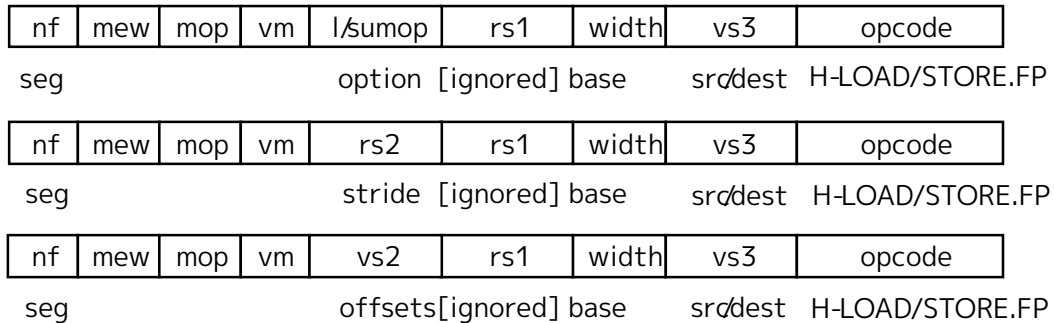 nf mew mop vm l/sumop rs1 width vs3 opcode
seg option [ignored] base src/dest H-LOAD/STORE.FP
nf mew mop vm rs2 rs1 width vs3 opcode
seg stride [ignored] base src/dest H-LOAD/STORE.FP
nf mew mop vm vs2 rs1 width vs3 opcode
seg offsets[ignored] base src/dest H-LOAD/STORE.FP